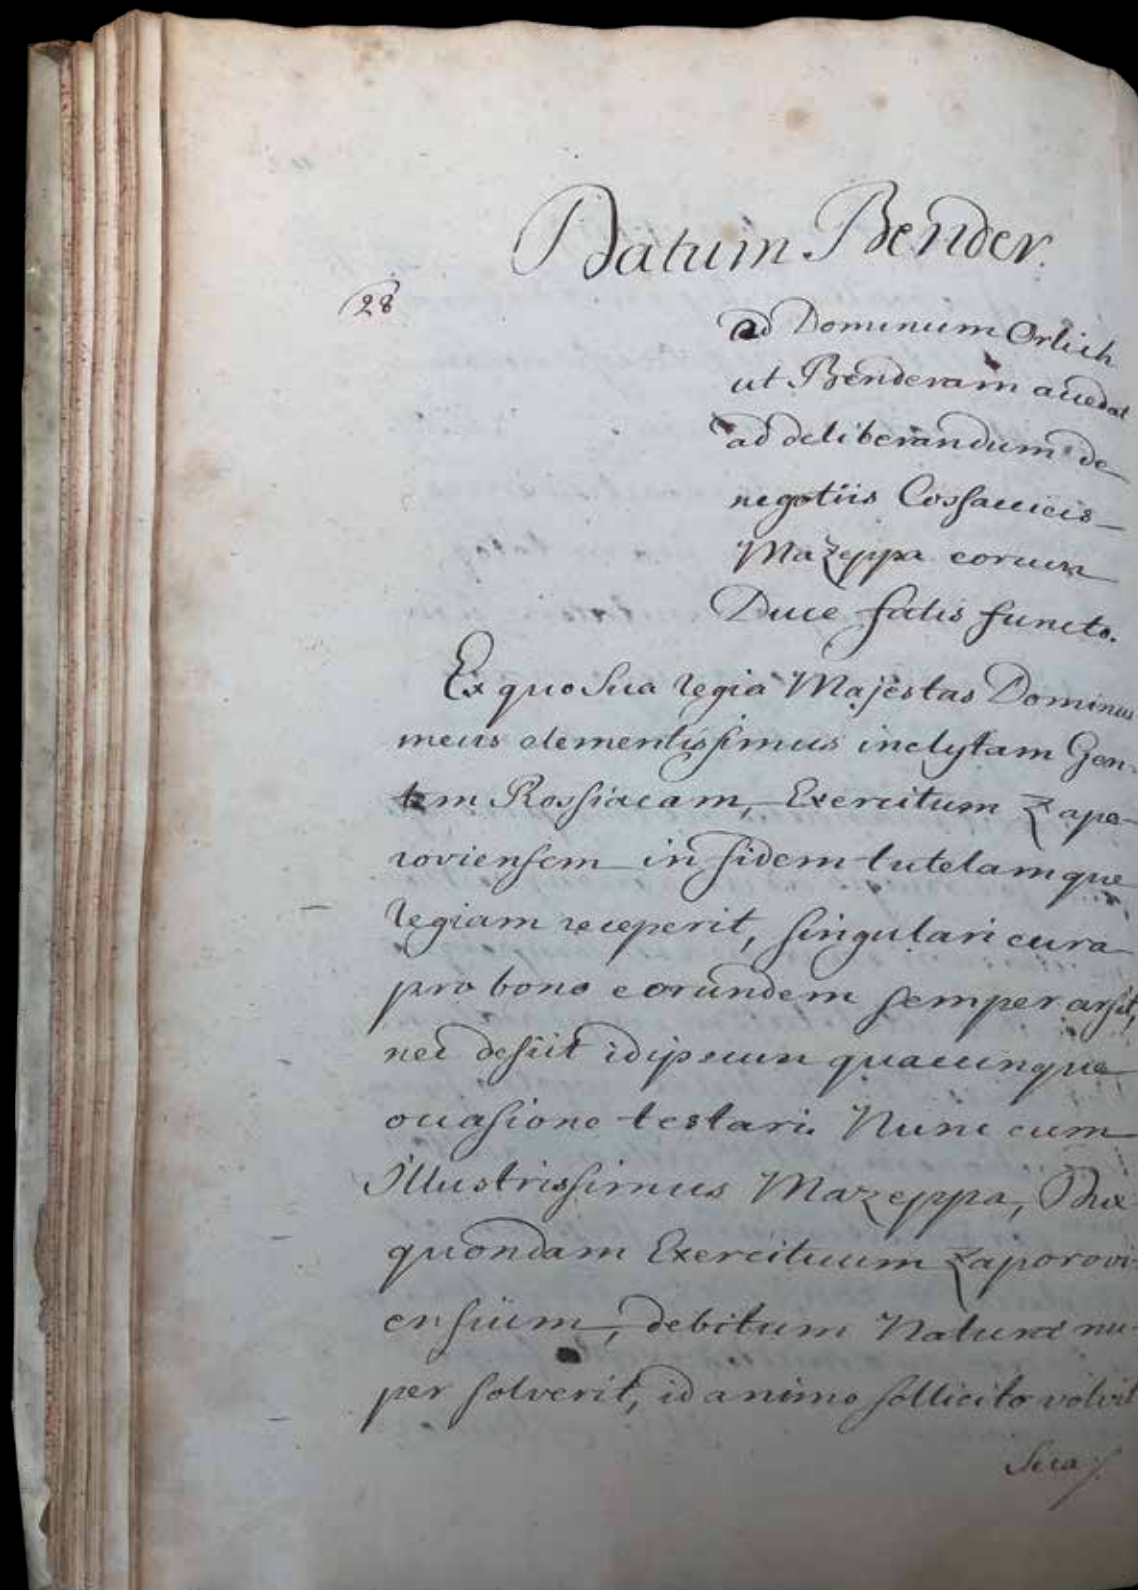 Datum Bender.
28
ad Dominum Orlich
ut Benderam accedat
ad deliberandum de
negotiis Cossaccicis
Mazeppa eorum
Duce fatis functo.
Ex quo Sua regia Majestas Dominus
meus clementissimus inclytam Gen-
tem Rossiacam, Exercitum Zapo-
roviensem in fidem tutelamque
regiam receperit, singulari cura
pro bono eorundem semper arsit,
nec desiit idipsum quacunque
occasione testari. Nunc cum
Illustrissimus Mazeppa, Dux
quondam Exercituum Zaporovi-
ensium, debitum Naturæ nu-
per solverit, id animo sollicito volvit
Sua